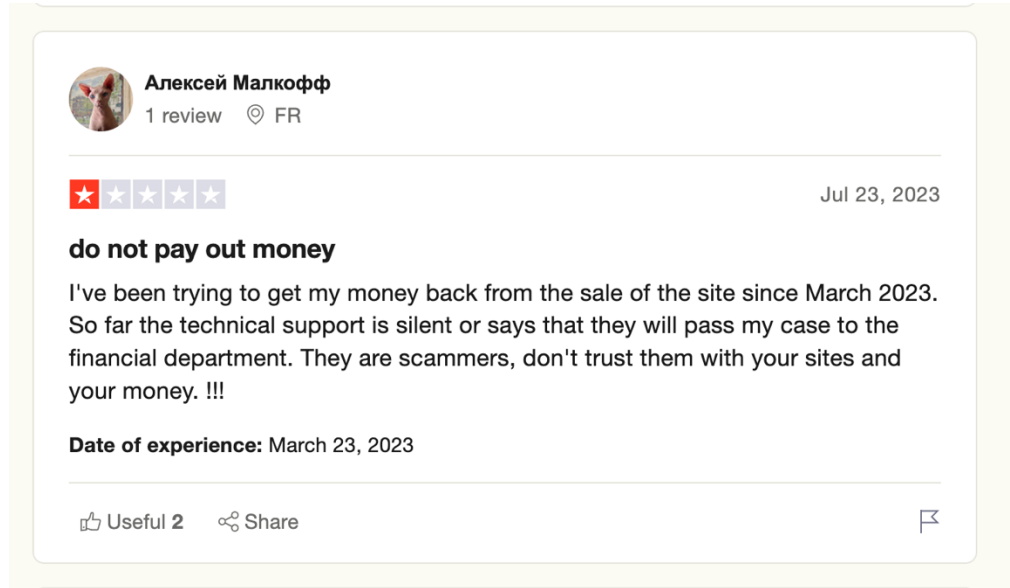 Алексей Малкофф
1 review FR
Jul 23, 2023
do not pay out money
I've been trying to get my money back from the sale of the site since March 2023.
So far the technical support is silent or says that they will pass my case to the
financial department. They are scammers, don't trust them with your sites and
your money. !!!
Date of experience: March 23, 2023
Useful 2 Share